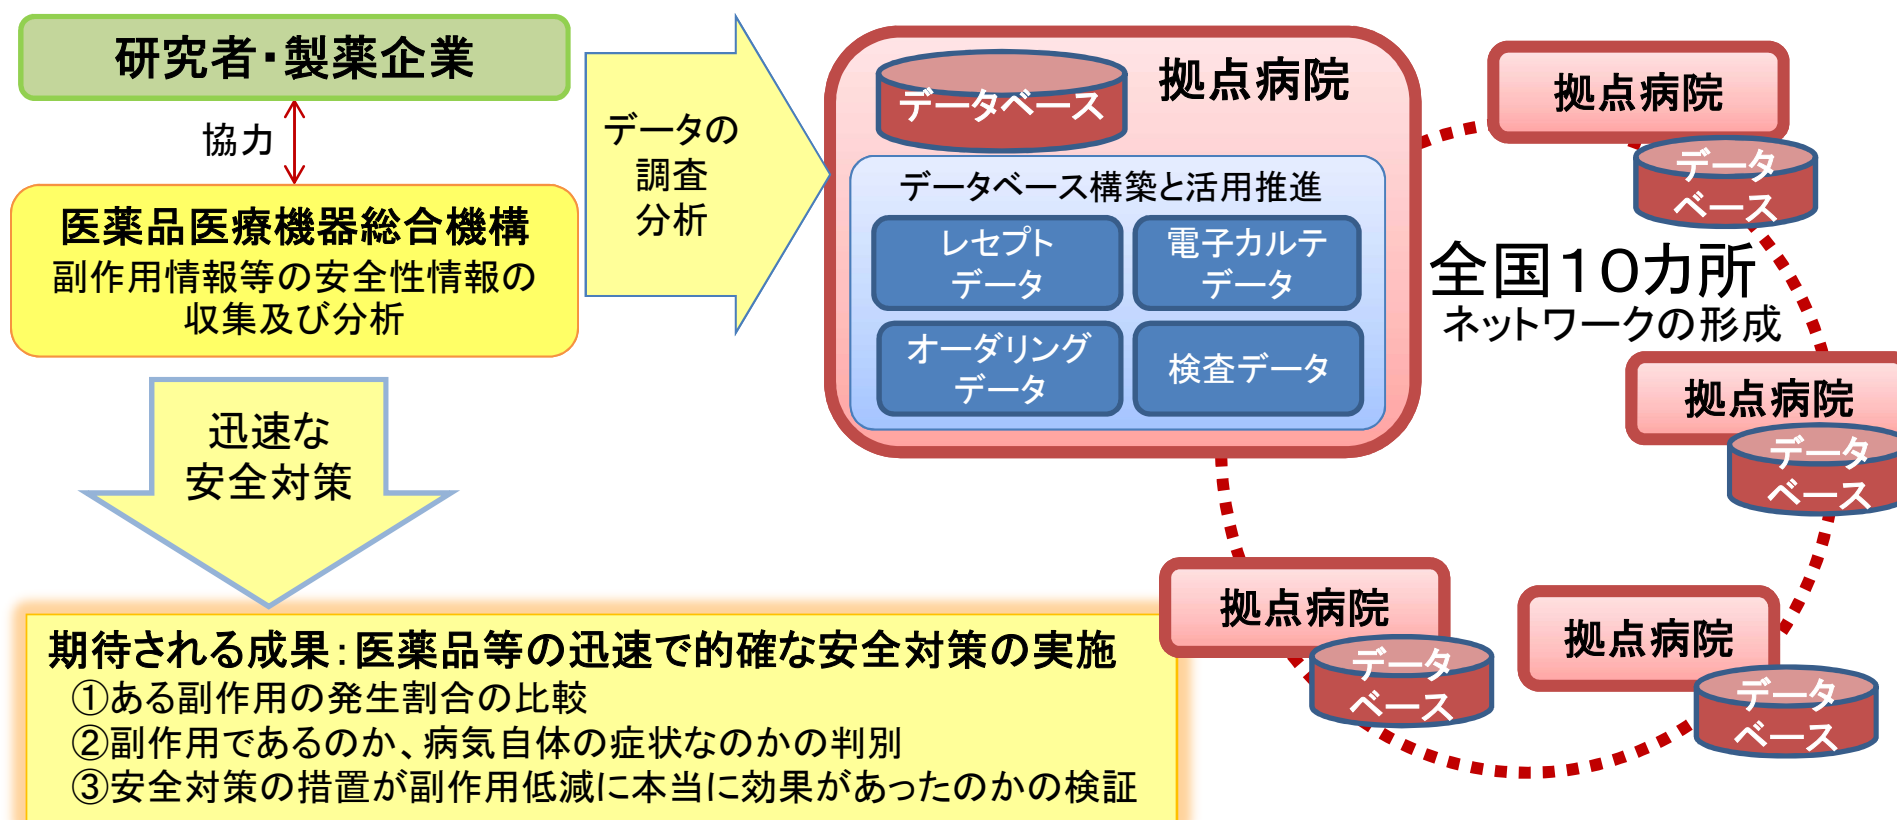 研究者・製薬企業
協力
医薬品医療機器総合機構
副作用情報等の安全性情報の
収集及び分析
迅速な
安全対策
データの
調査
分析
データベース
拠点病院
データベース構築と活用推進
レセプト
データ
電子カルテ
データ
オーダリング
データ
検査データ
拠点病院
データ
ベース
全国１０カ所
ネットワークの形成
拠点病院
データ
ベース
拠点病院
データ
ベース
拠点病院
データ
ベース
期待される成果：医薬品等の迅速で的確な安全対策の実施
①ある副作用の発生割合の比較
②副作用であるのか、病気自体の症状なのかの判別
③安全対策の措置が副作用低減に本当に効果があったのかの検証